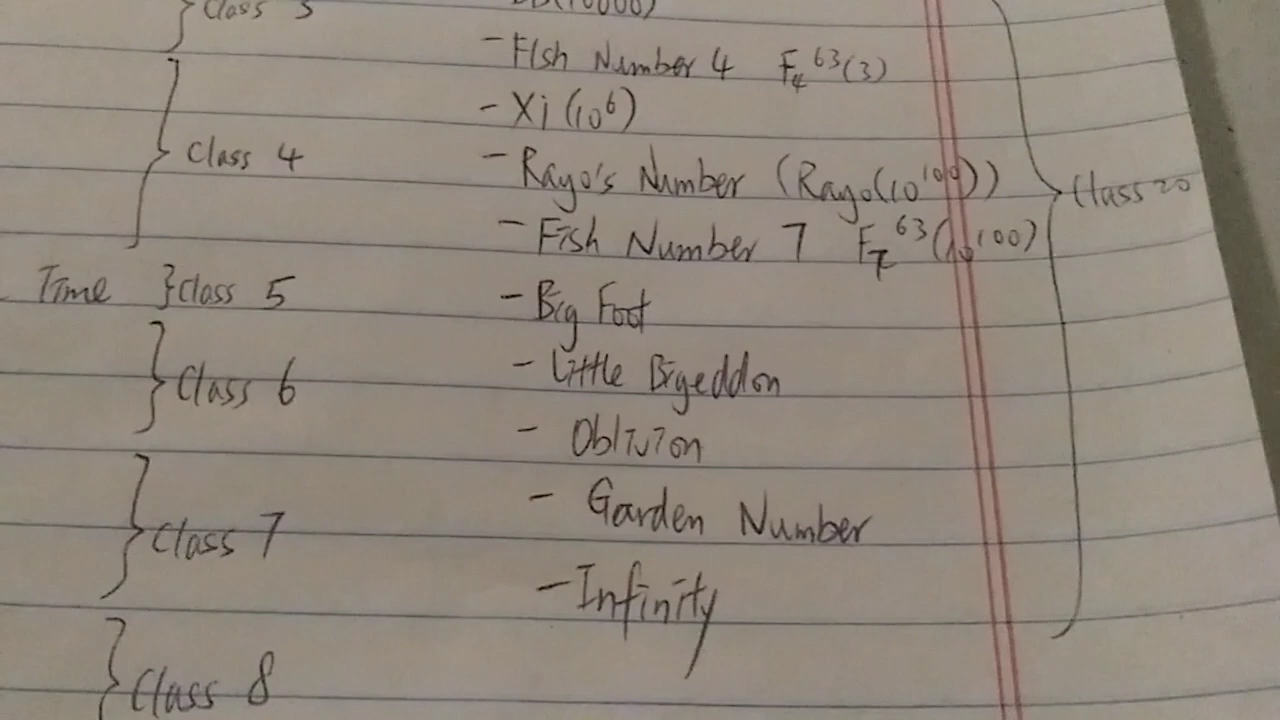 Class 3
- Fish Number 4 F₄⁶³(3)
- Xi (10⁶)
Class 4
- Rayo's Number (Rayo(10¹⁰⁰))
Class 20
- Fish Number 7 F₇⁶³(10¹⁰⁰)
Time } Class 5
- Big Foot
- Little Bigeddon
Class 6
- Oblivion
- Garden Number
Class 7
- Infinity
Class 8